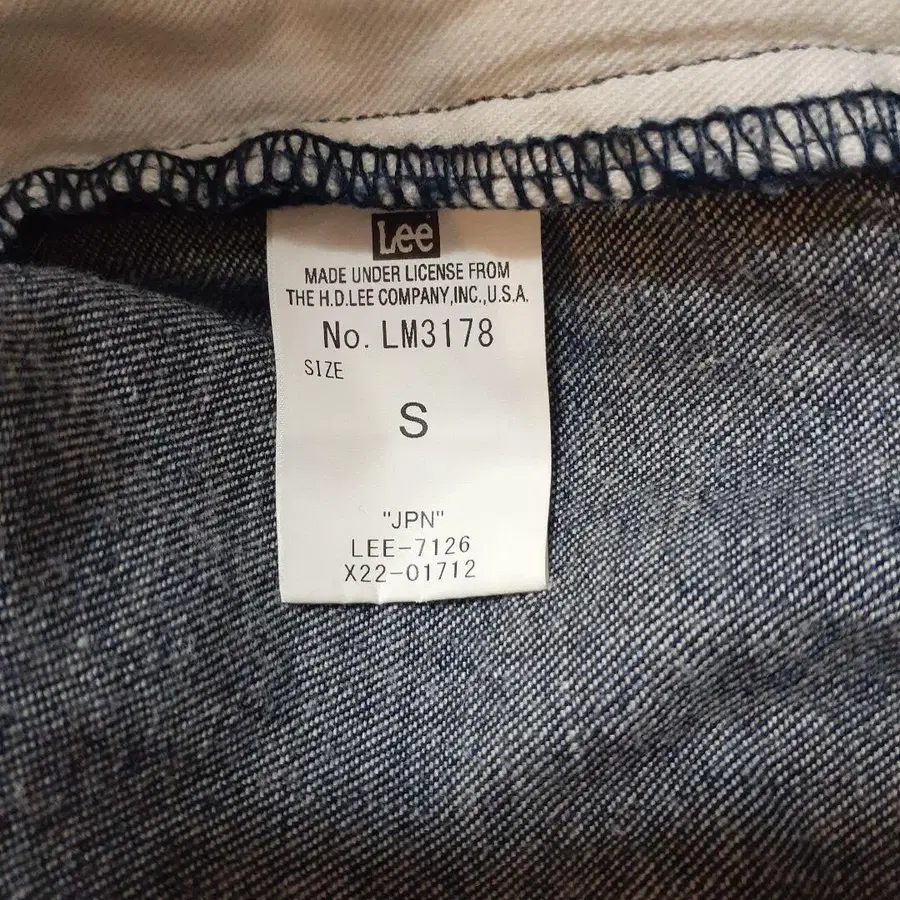 Lee
MADE UNDER LICENSE FROM
THE H.D.LEE COMPANY,INC.,U.S.A.
No. LM3178
SIZE
S
"JPN"
LEE-7126
X22-01712